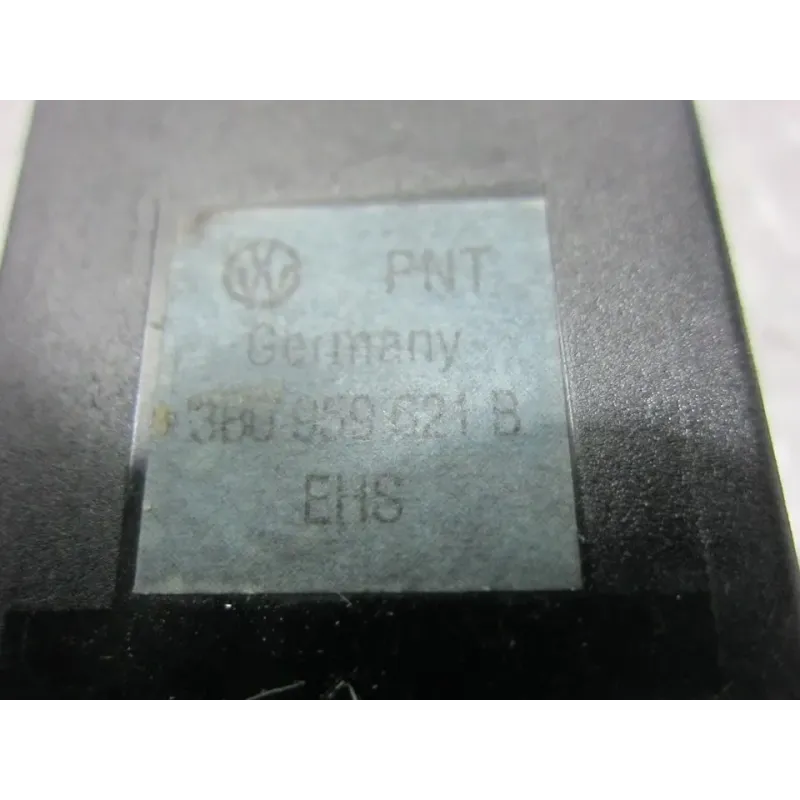 PNT
Germany
3B0 959 621 B
EHS